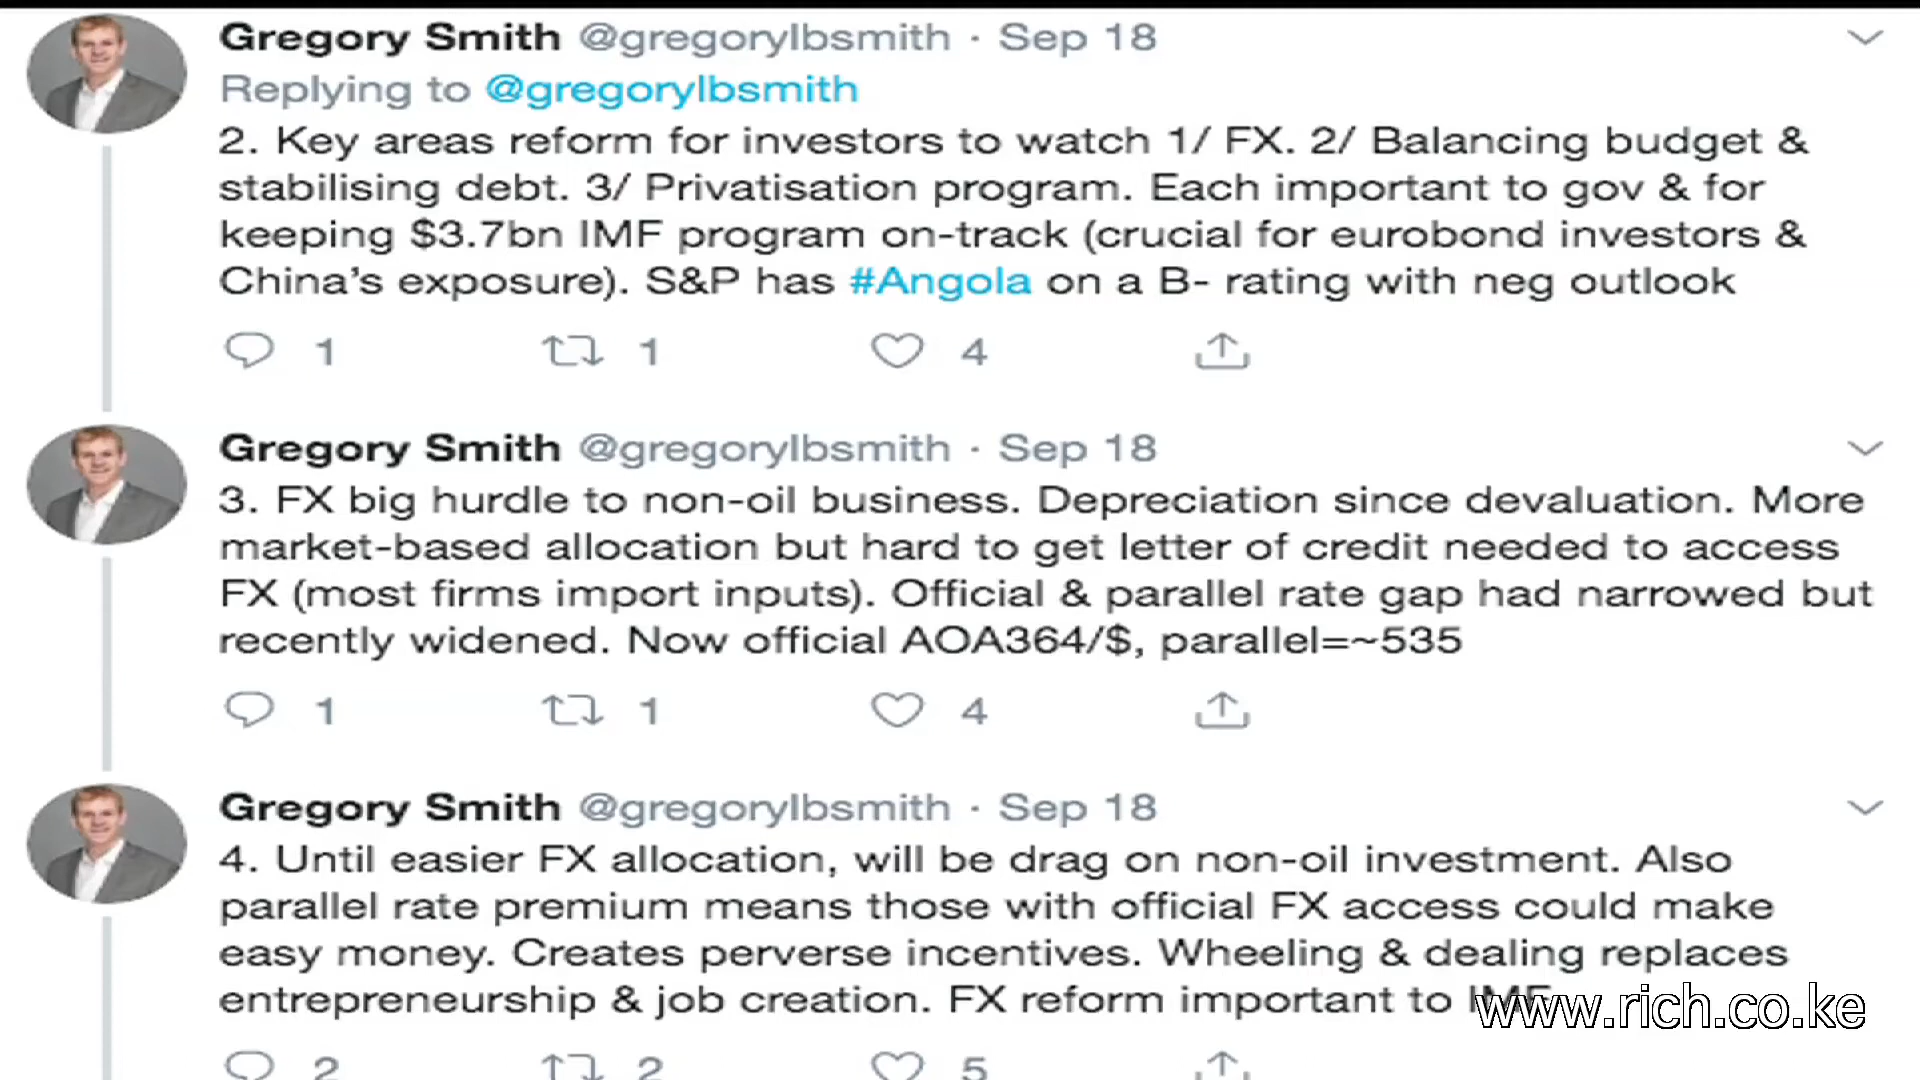 Gregory Smith @gregorylbsmith · Sep 18
Replying to @gregorylbsmith
2. Key areas reform for investors to watch 1/ FX. 2/ Balancing budget &
stabilising debt. 3/ Privatisation program. Each important to gov & for
keeping $3.7bn IMF program on-track (crucial for eurobond investors &
China's exposure). S&P has #Angola on a B- rating with neg outlook
1 1 4
Gregory Smith @gregorylbsmith · Sep 18
3. FX big hurdle to non-oil business. Depreciation since devaluation. More
market-based allocation but hard to get letter of credit needed to access
FX (most firms import inputs). Official & parallel rate gap had narrowed but
recently widened. Now official AOA364/$, parallel=~535
1 1 4
Gregory Smith @gregorylbsmith · Sep 18
4. Until easier FX allocation, will be drag on non-oil investment. Also
parallel rate premium means those with official FX access could make
easy money. Creates perverse incentives. Wheeling & dealing replaces
entrepreneurship & job creation. FX reform important to IMF
www.rich.co.ke
2 2 5